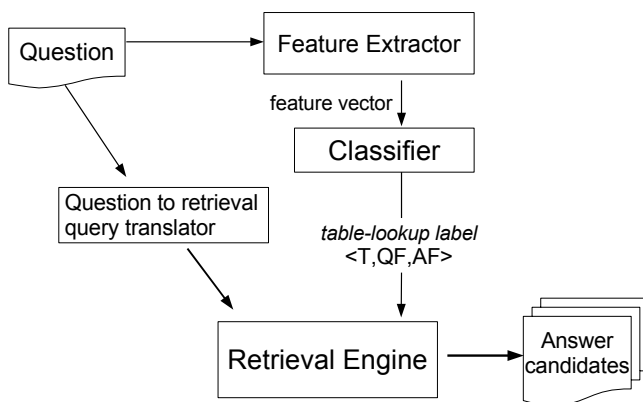 Question
Feature Extractor
feature vector
Classifier
Question to retrieval
query translator
table-lookup label
<T,QF,AF>
Retrieval Engine
Answer
candidates